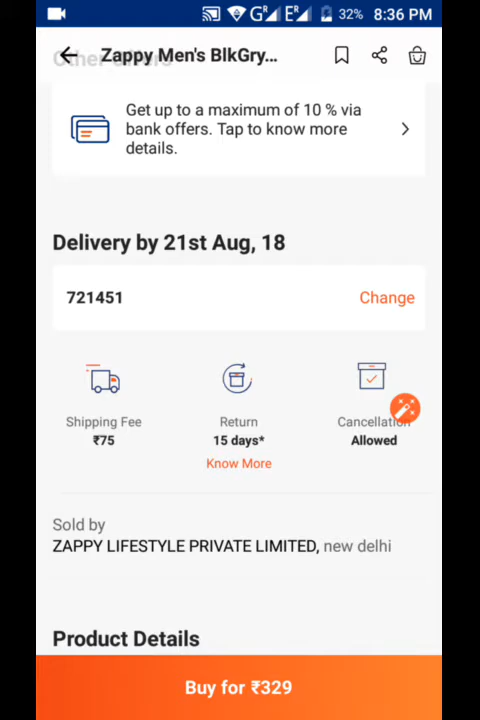 G R E R 32% 8:36 PM
Other offers
Zappy Men's BlkGry...
Get up to a maximum of 10 % via
bank offers. Tap to know more
details.
Delivery by 21st Aug, 18
721451 Change
Shipping Fee
₹75
Return
15 days*
Know More
Cancellation
Allowed
Sold by
ZAPPY LIFESTYLE PRIVATE LIMITED, new delhi
Product Details
Buy for ₹329